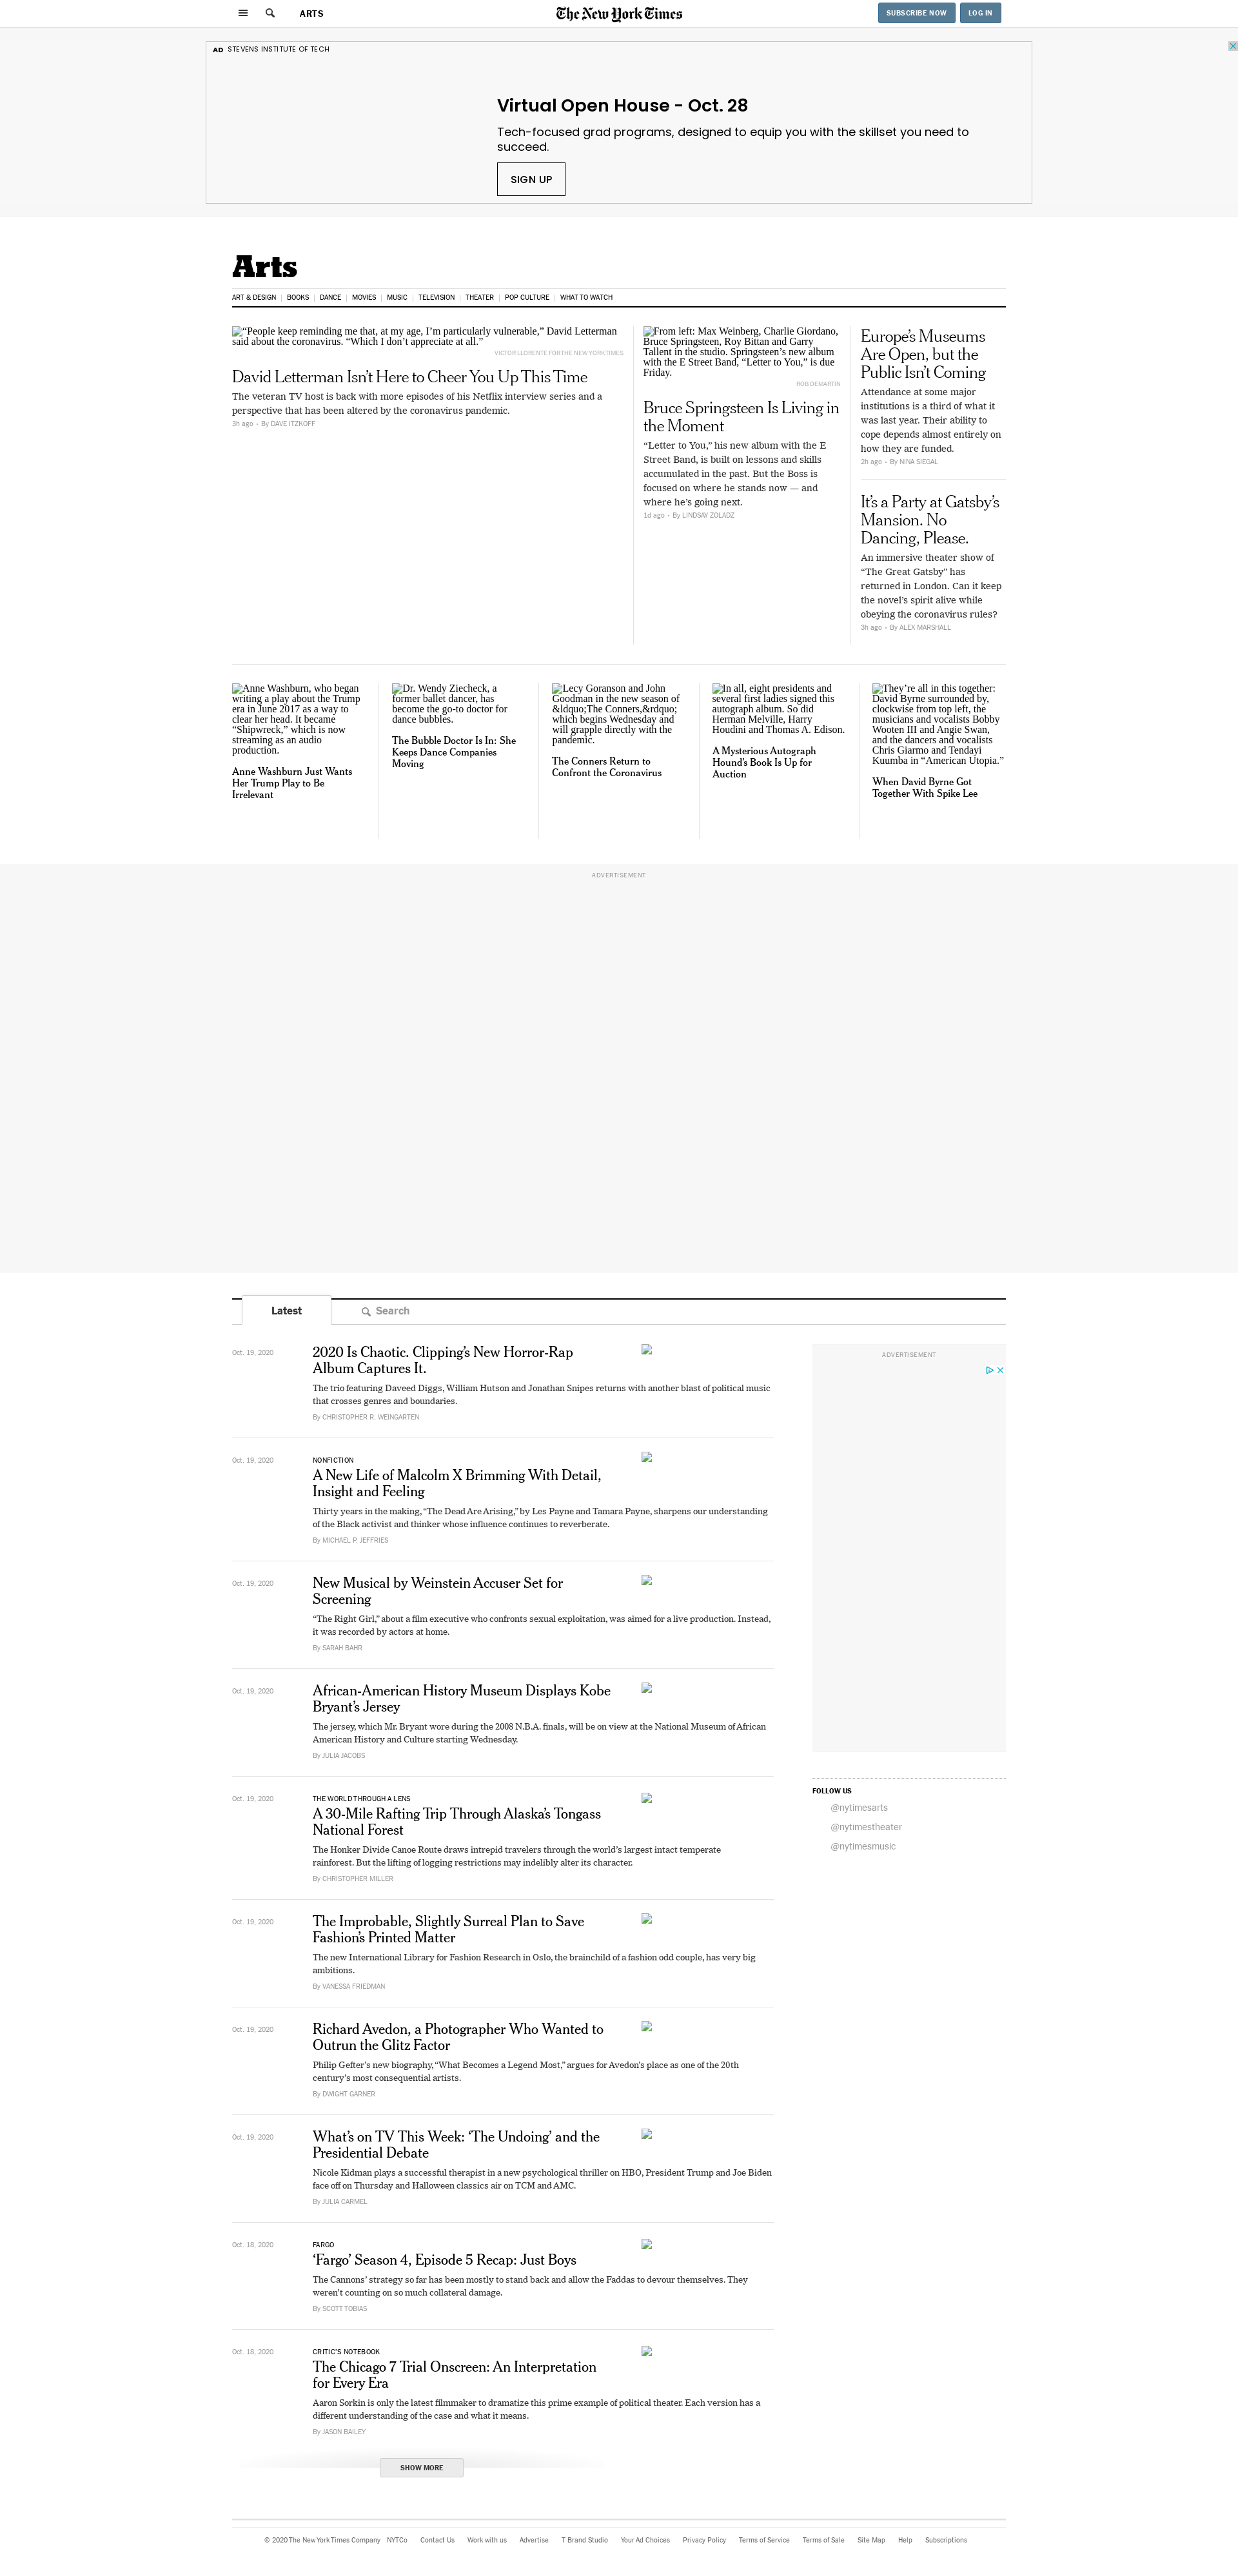 ARTS
The New York Times
SUBSCRIBE NOW
LOG IN
AD STEVENS INSTITUTE OF TECH
Virtual Open House - Oct. 28
Tech-focused grad programs, designed to equip you with the skillset you need to
succeed.
SIGN UP
Arts
ART & DESIGN
BOOKS
DANCE
MOVIES
MUSIC
TELEVISION
THEATER
POP CULTURE
WHAT TO WATCH
“People keep reminding me that, at my age, I’m particularly vulnerable,” David Letterman
said about the coronavirus. “Which I don’t appreciate at all.”
VICTOR LLORENTE FOR THE NEW YORK TIMES
David Letterman Isn’t Here to Cheer You Up This Time
The veteran TV host is back with more episodes of his Netflix interview series and a
perspective that has been altered by the coronavirus pandemic.
3h ago • By DAVE ITZKOFF
From left: Max Weinberg, Charlie Giordano,
Bruce Springsteen, Roy Bittan and Garry
Tallent in the studio. Springsteen’s new album
with the E Street Band, “Letter to You,” is due
Friday.
ROB DEMARTIN
Bruce Springsteen Is Living in
the Moment
“Letter to You,” his new album with the E
Street Band, is built on lessons and skills
accumulated in the past. But the Boss is
focused on where he stands now — and
where he’s going next.
1d ago • By LINDSAY ZOLADZ
Europe’s Museums
Are Open, but the
Public Isn’t Coming
Attendance at some major
institutions is a third of what it
was last year. Their ability to
cope depends almost entirely on
how they are funded.
2h ago • By NINA SIEGAL
It’s a Party at Gatsby’s
Mansion. No
Dancing, Please.
An immersive theater show of
“The Great Gatsby” has
returned in London. Can it keep
the novel’s spirit alive while
obeying the coronavirus rules?
3h ago • By ALEX MARSHALL
Anne Washburn, who began
writing a play about the Trump
era in June 2017 as a way to
clear her head. It became
“Shipwreck,” which is now
streaming as an audio
production.
Anne Washburn Just Wants
Her Trump Play to Be
Irrelevant
Dr. Wendy Ziecheck, a
former ballet dancer, has
become the go-to doctor for
dance bubbles.
The Bubble Doctor Is In: She
Keeps Dance Companies
Moving
Lecy Goranson and John
Goodman in the new season of
&ldquo;The Conners,&rdquo;
which begins Wednesday and
will grapple directly with the
pandemic.
The Conners Return to
Confront the Coronavirus
In all, eight presidents and
several first ladies signed this
autograph album. So did
Herman Melville, Harry
Houdini and Thomas A. Edison.
A Mysterious Autograph
Hound’s Book Is Up for
Auction
They’re all in this together:
David Byrne surrounded by,
clockwise from top left, the
musicians and vocalists Bobby
Wooten III and Angie Swan,
and the dancers and vocalists
Chris Giarmo and Tendayi
Kuumba in “American Utopia.”
When David Byrne Got
Together With Spike Lee
ADVERTISEMENT
Latest
Search
Oct. 19, 2020
2020 Is Chaotic. Clipping’s New Horror-Rap
Album Captures It.
The trio featuring Daveed Diggs, William Hutson and Jonathan Snipes returns with another blast of political music
that crosses genres and boundaries.
By CHRISTOPHER R. WEINGARTEN
Oct. 19, 2020
NONFICTION
A New Life of Malcolm X Brimming With Detail,
Insight and Feeling
Thirty years in the making, “The Dead Are Arising,” by Les Payne and Tamara Payne, sharpens our understanding
of the Black activist and thinker whose influence continues to reverberate.
By MICHAEL P. JEFFRIES
Oct. 19, 2020
New Musical by Weinstein Accuser Set for
Screening
“The Right Girl,” about a film executive who confronts sexual exploitation, was aimed for a live production. Instead,
it was recorded by actors at home.
By SARAH BAHR
Oct. 19, 2020
African-American History Museum Displays Kobe
Bryant’s Jersey
The jersey, which Mr. Bryant wore during the 2008 N.B.A. finals, will be on view at the National Museum of African
American History and Culture starting Wednesday.
By JULIA JACOBS
Oct. 19, 2020
THE WORLD THROUGH A LENS
A 30-Mile Rafting Trip Through Alaska’s Tongass
National Forest
The Honker Divide Canoe Route draws intrepid travelers through the world’s largest intact temperate
rainforest. But the lifting of logging restrictions may indelibly alter its character.
By CHRISTOPHER MILLER
Oct. 19, 2020
The Improbable, Slightly Surreal Plan to Save
Fashion’s Printed Matter
The new International Library for Fashion Research in Oslo, the brainchild of a fashion odd couple, has very big
ambitions.
By VANESSA FRIEDMAN
Oct. 19, 2020
Richard Avedon, a Photographer Who Wanted to
Outrun the Glitz Factor
Philip Gefter’s new biography, “What Becomes a Legend Most,” argues for Avedon’s place as one of the 20th
century’s most consequential artists.
By DWIGHT GARNER
Oct. 19, 2020
What’s on TV This Week: ‘The Undoing’ and the
Presidential Debate
Nicole Kidman plays a successful therapist in a new psychological thriller on HBO, President Trump and Joe Biden
face off on Thursday and Halloween classics air on TCM and AMC.
By JULIA CARMEL
Oct. 18, 2020
FARGO
‘Fargo’ Season 4, Episode 5 Recap: Just Boys
The Cannons’ strategy so far has been mostly to stand back and allow the Faddas to devour themselves. They
weren’t counting on so much collateral damage.
By SCOTT TOBIAS
Oct. 18, 2020
CRITIC’S NOTEBOOK
The Chicago 7 Trial Onscreen: An Interpretation
for Every Era
Aaron Sorkin is only the latest filmmaker to dramatize this prime example of political theater. Each version has a
different understanding of the case and what it means.
By JASON BAILEY
SHOW MORE
ADVERTISEMENT
FOLLOW US
@nytimesarts
@nytimestheater
@nytimesmusic
© 2020 The New York Times Company
NYTCo
Contact Us
Work with us
Advertise
T Brand Studio
Your Ad Choices
Privacy Policy
Terms of Service
Terms of Sale
Site Map
Help
Subscriptions